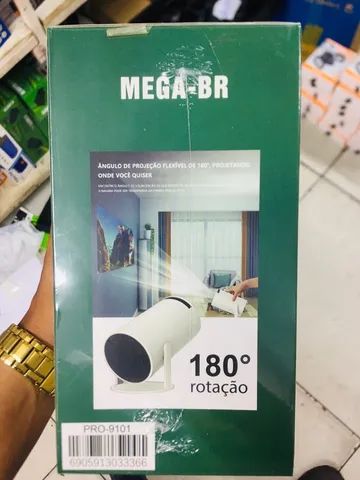 MEGA-BR
ÂNGULO DE PROJEÇÃO FLEXÍVEL DE 180°, PROJETANDO
ONDE VOCÊ QUISER
180°
rotação
PRO-9101
6905913033366